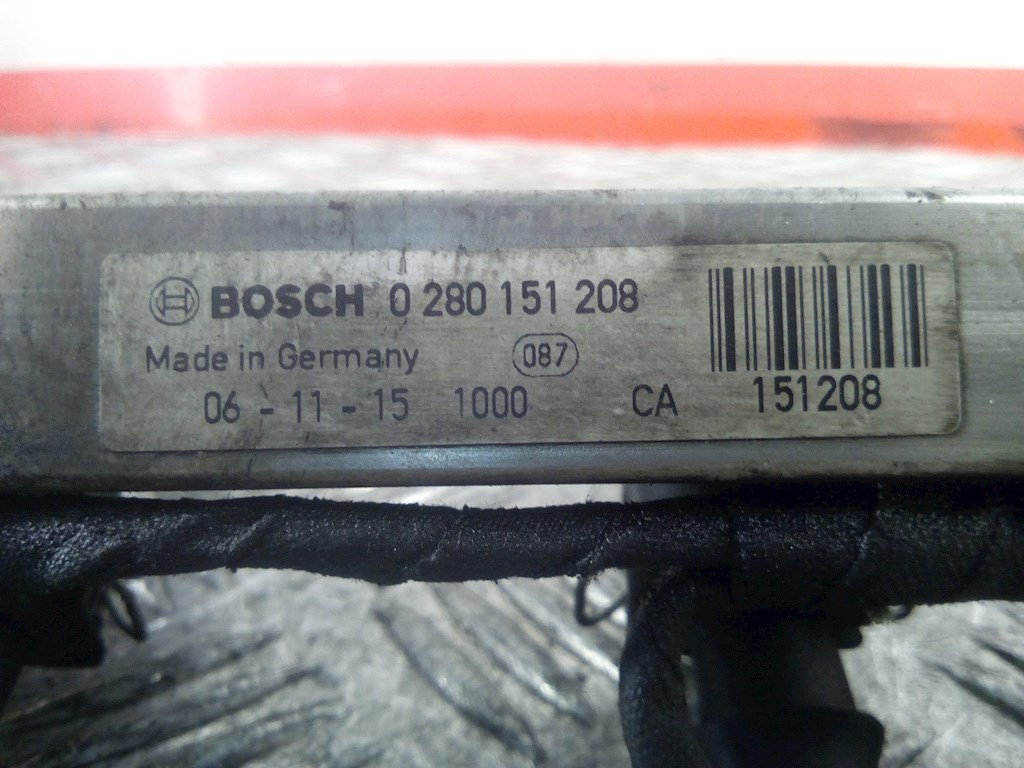 BOSCH 0 280 151 208
Made in Germany 087
06 - 11 - 15 1000 CA 151208